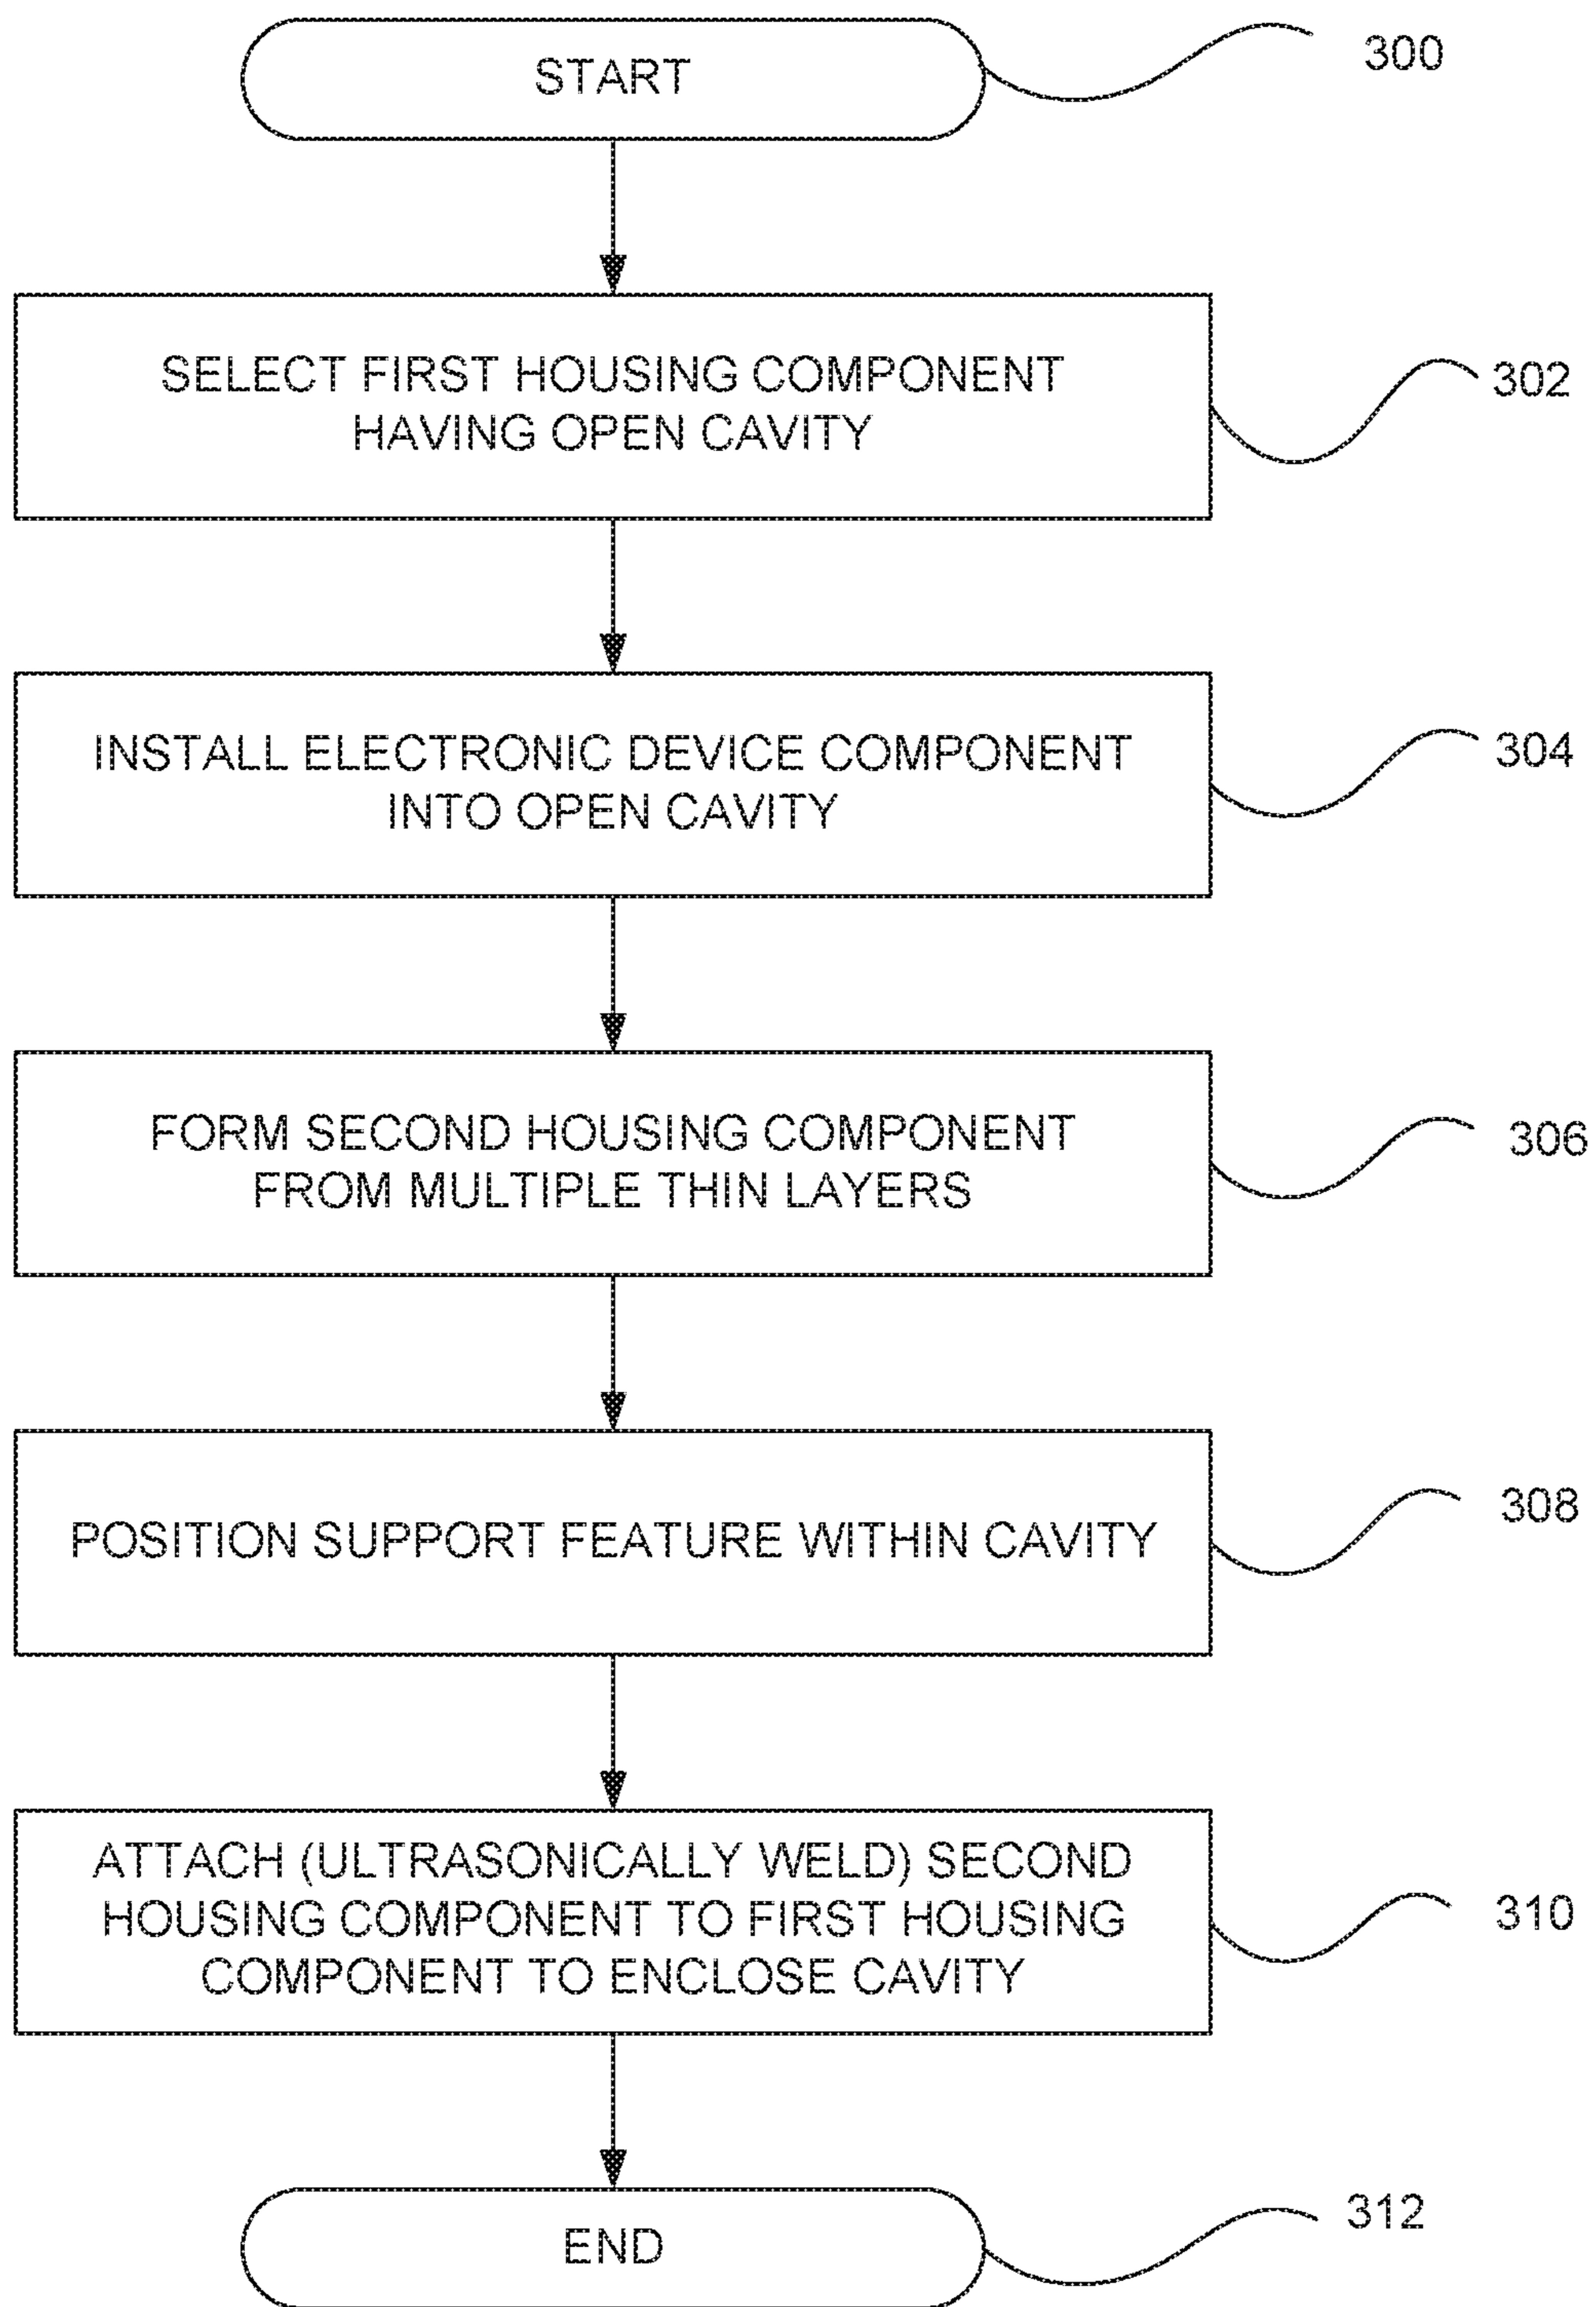 START
300
SELECT FIRST HOUSING COMPONENT
HAVING OPEN CAVITY
302
INSTALL ELECTRONIC DEVICE COMPONENT
INTO OPEN CAVITY
304
FORM SECOND HOUSING COMPONENT
FROM MULTIPLE THIN LAYERS
306
POSITION SUPPORT FEATURE WITHIN CAVITY
308
ATTACH (ULTRASONICALLY WELD) SECOND
HOUSING COMPONENT TO FIRST HOUSING
COMPONENT TO ENCLOSE CAVITY
310
END
312